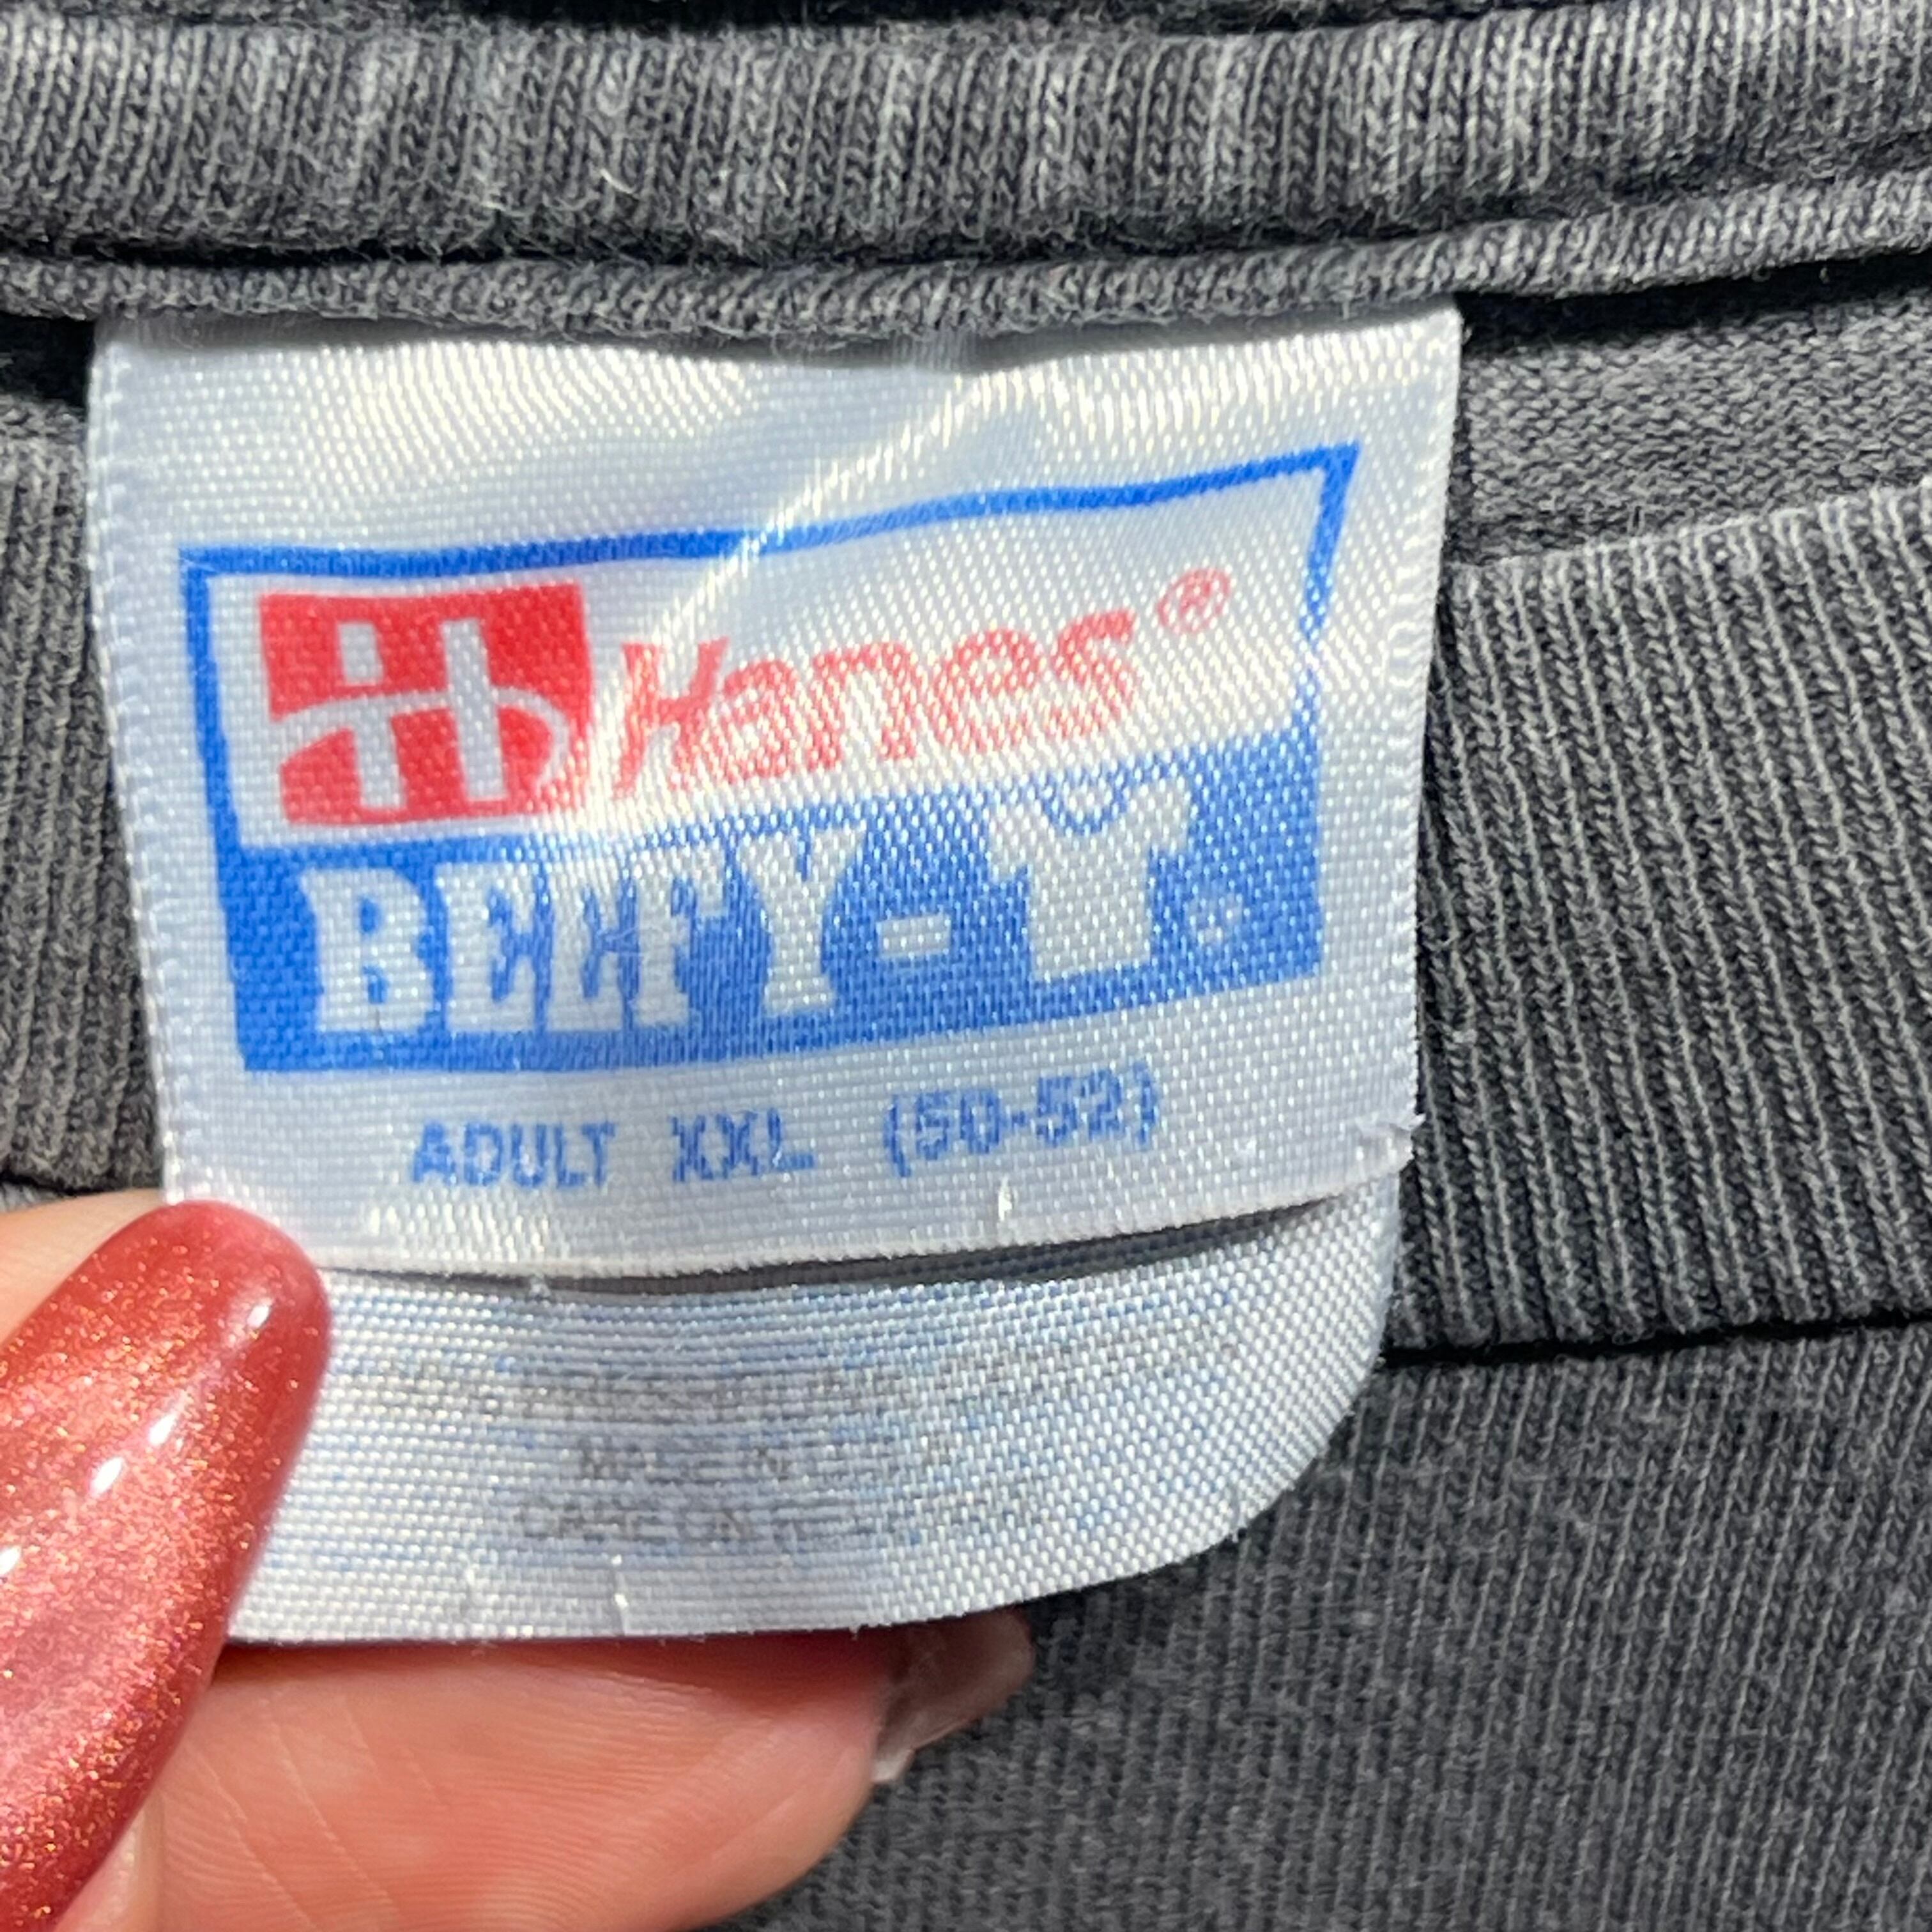 H Hanes®
BEEFY-T®
ADULT XXL (50-52)